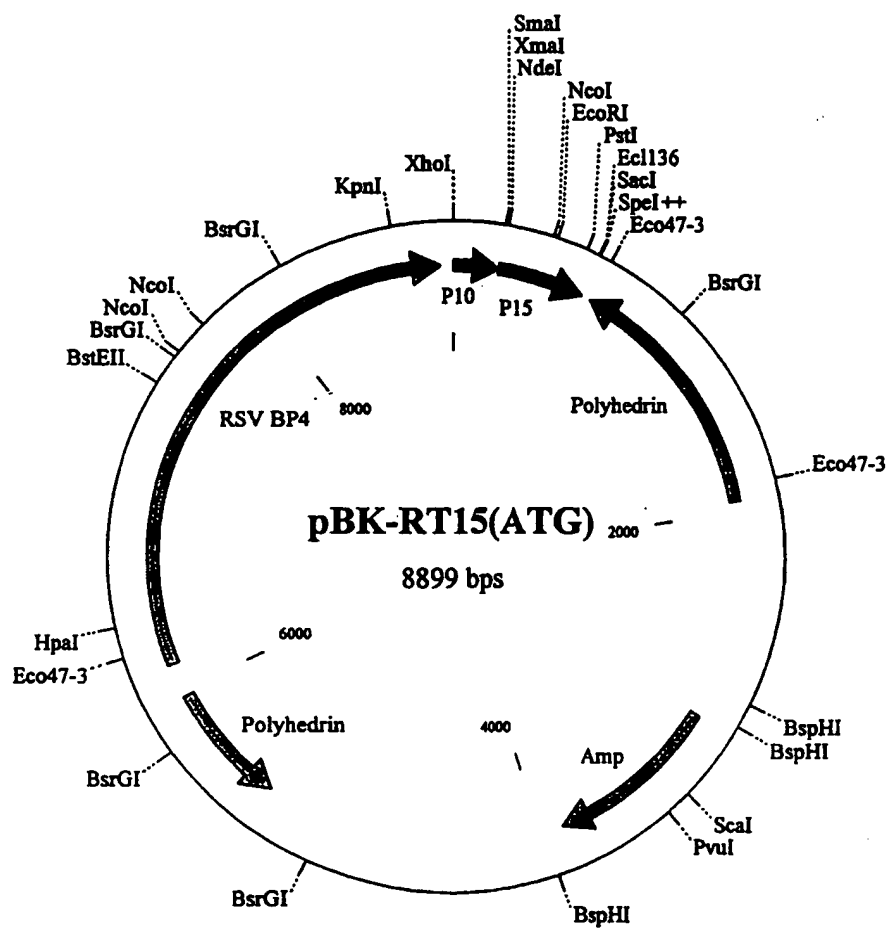 SmaI
XmaI
NdeI
NcoI
EcoRI
PstI
Ecl136
SacI
SpeI++
Eco47-3
XhoI
KpnI
BsrGI
BsrGI
NcoI
NcoI
BsrGI
BstEII
P10
P15
8000
RSV BP4
Polyhedrin
Eco47-3
pBK-RT15(ATG)
2000
8899 bps
HpaI
Eco47-3
6000
Polyhedrin
4000
Amp
BspHI
BspHI
BsrGI
ScaI
PvuI
BsrGI
BspHI